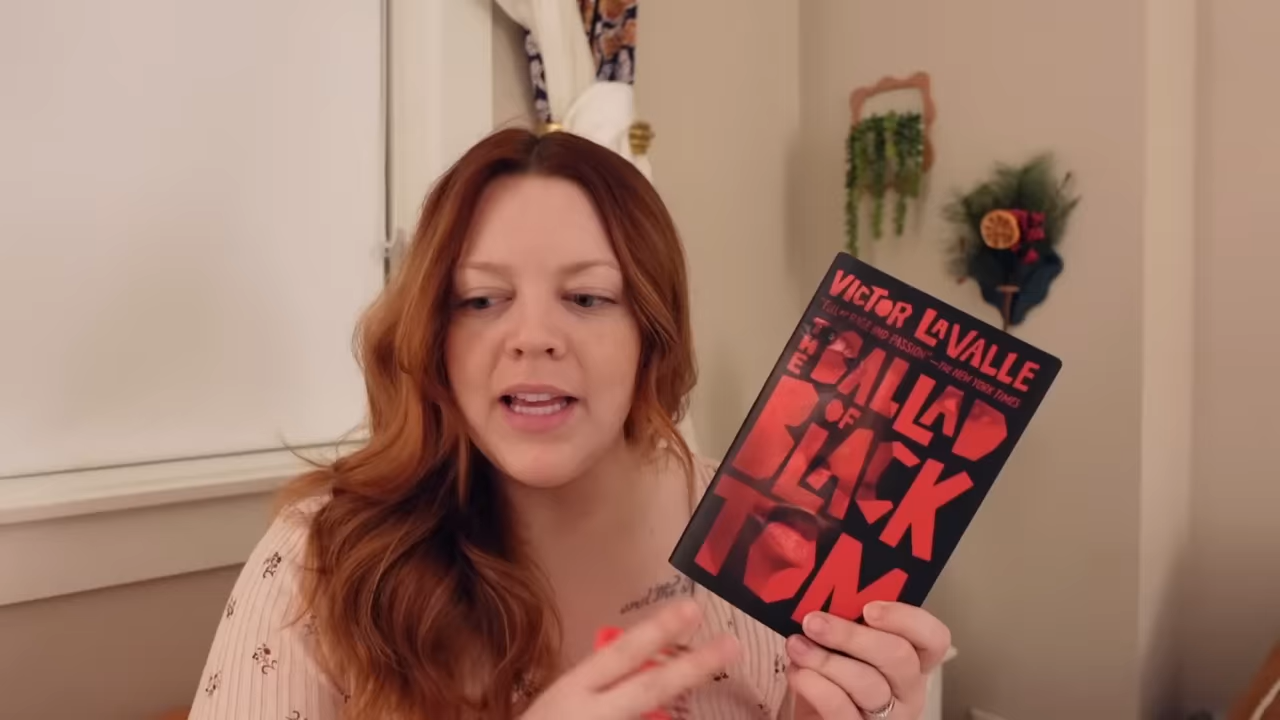 VICTOR LAVALLE
"FULL OF RAGE AND PASSION" —THE NEW YORK TIMES
THE
BALLAD
OF
BLACK
TOM